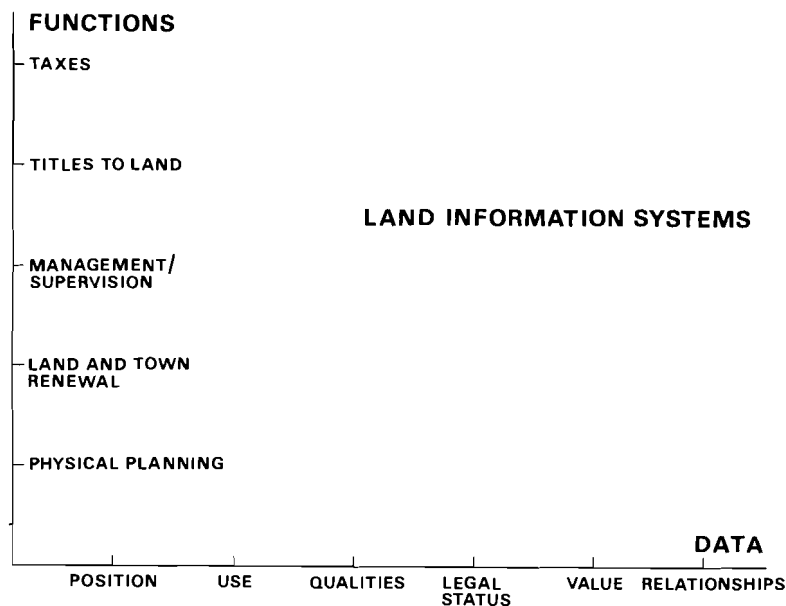 FUNCTIONS
TAXES
TITLES TO LAND
LAND INFORMATION SYSTEMS
MANAGEMENT/
SUPERVISION
LAND AND TOWN
RENEWAL
PHYSICAL PLANNING
DATA
POSITION
USE
QUALITIES
LEGAL
STATUS
VALUE
RELATIONSHIPS